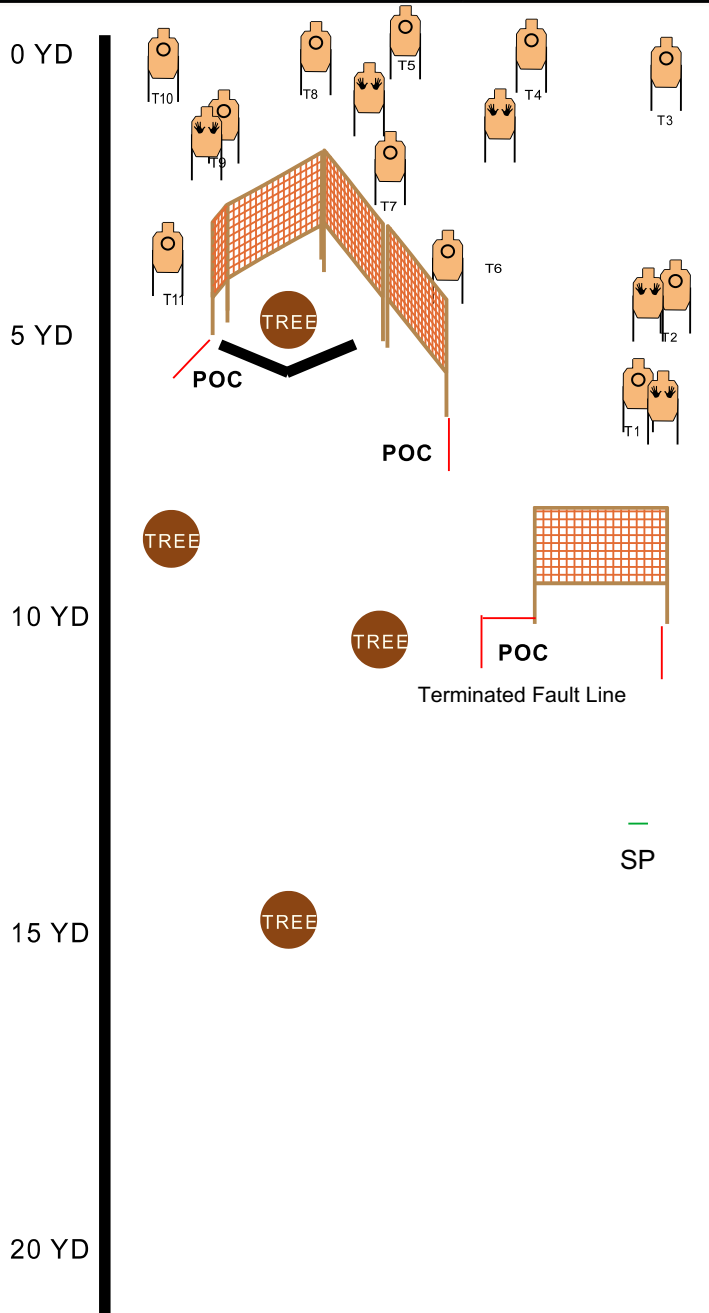 0 YD
T10
T8
T5
T4
T3
T9
T7
T6
T11
TREE
5 YD
T2
POC
T1
POC
TREE
10 YD
TREE
POC
Terminated Fault Line
SP
TREE
15 YD
20 YD